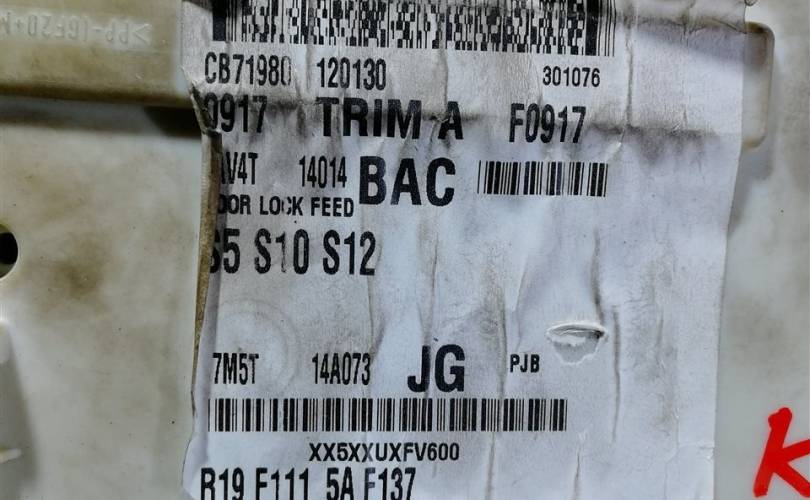 CB71980 120130 301076
0917 TRIM A F0917
V4T 14014 BAC
OOR LOCK FEED
S5 S10 S12
7M5T 14A073 JG PJB
XX5XXUXFV600
R19 F111 5A F137
K